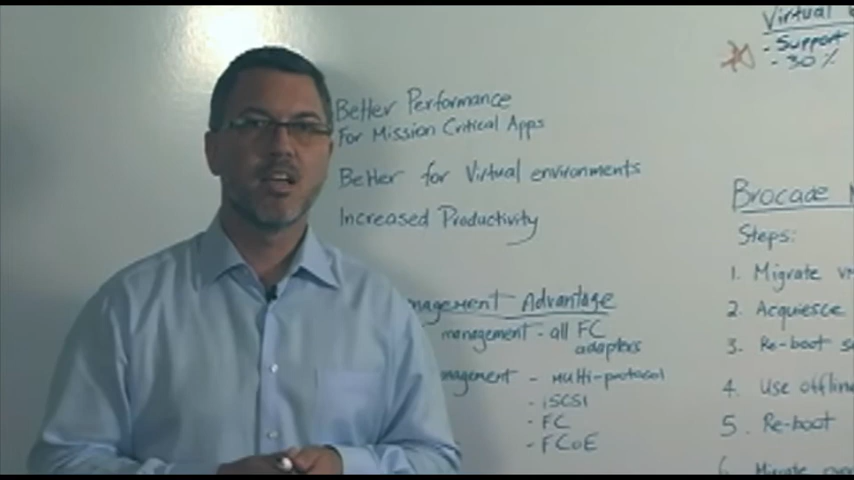 Virtual
- Support
- 30%
Better Performance
For Mission Critical Apps
Better for Virtual environments
Increased Productivity
Brocade
Steps:
1. Migrate
2. Acquiesce
3. Re-boot
4. Use offline
5. Re-boot
6. Migrate
Advantage
management - all FC
adapters
- multi-protocol
- iSCSI
- FC
- FCoE